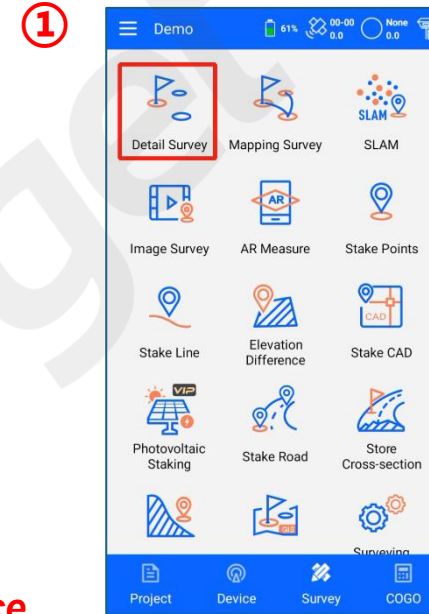 ①
Demo 61% 00-00 0.0 None 0.0
SLAM
Detail Survey Mapping Survey SLAM
AR
Image Survey AR Measure Stake Points
CAD
Stake Line Elevation Difference Stake CAD
VIP
Photovoltaic Staking Stake Road Store Cross-section
GIS
Surveying
Project Device Survey COGO